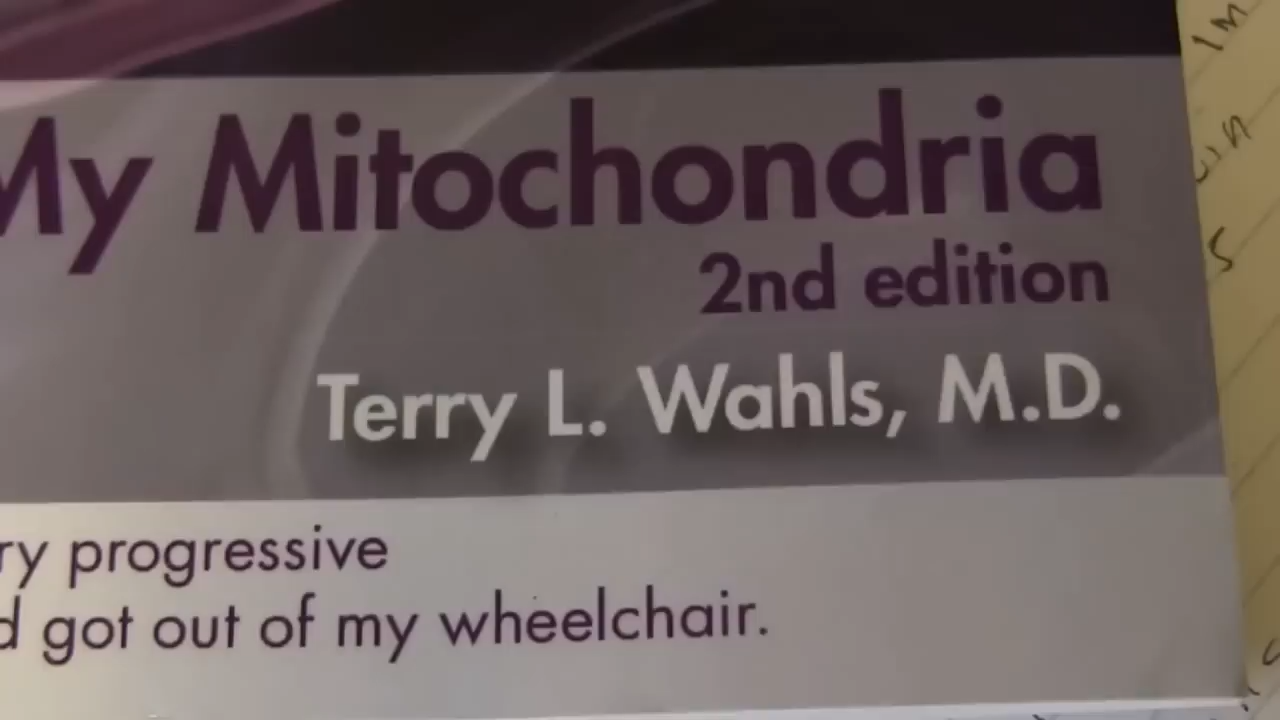 My Mitochondria
2nd edition
Terry L. Wahls, M.D.
ry progressive
d got out of my wheelchair.